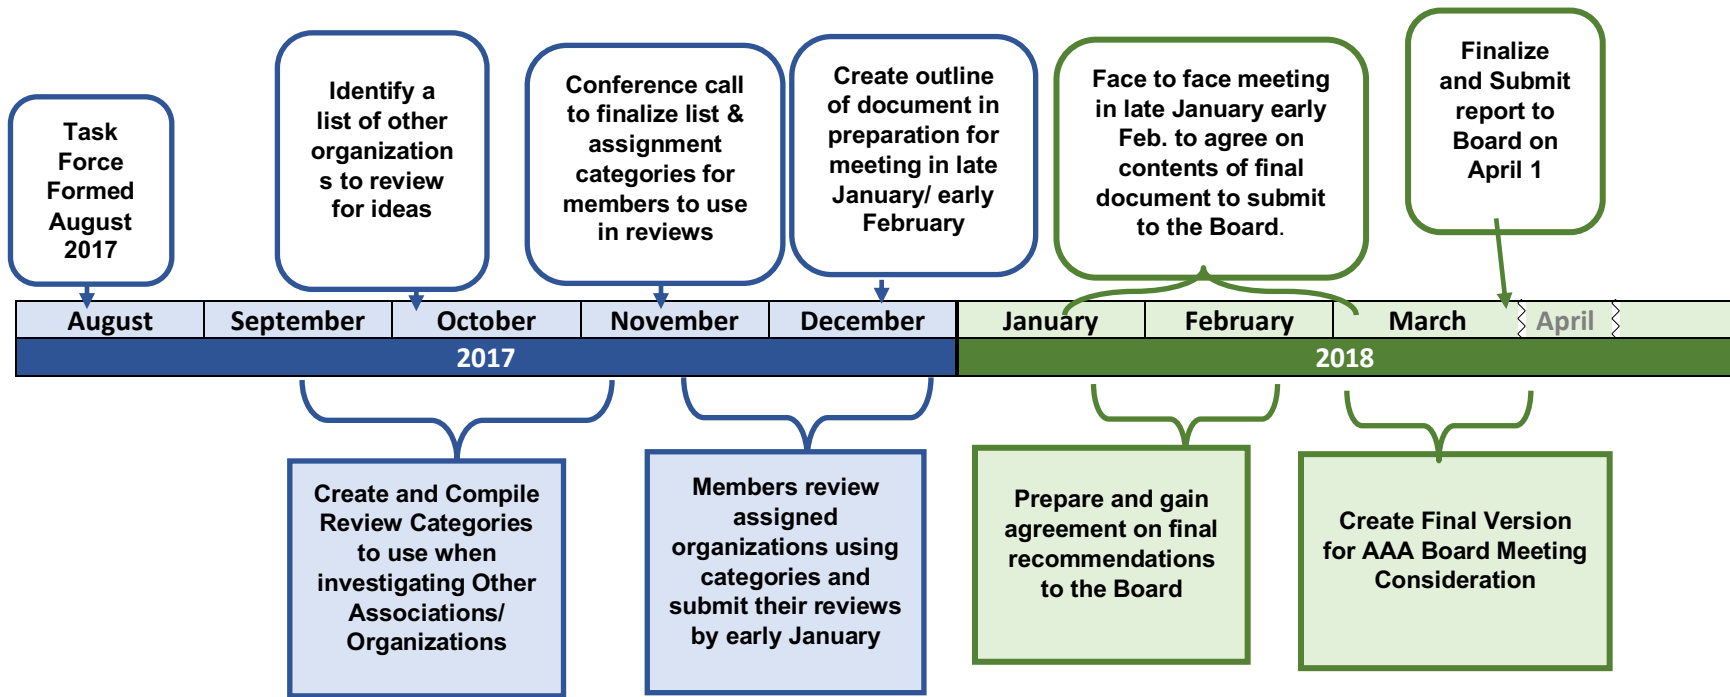 Task
Force
Formed
August
2017
Identify a
list of other
organization
s to review
for ideas
Conference call
to finalize list &
assignment
categories for
members to use
in reviews
Create outline
of document in
preparation for
meeting in late
January/ early
February
Face to face meeting
in late January early
Feb. to agree on
contents of final
document to submit
to the Board.
Finalize
and Submit
report to
Board on
April 1
August September October November December January February March April
2017 2018
Create and Compile
Review Categories
to use when
investigating Other
Associations/
Organizations
Members review
assigned
organizations using
categories and
submit their reviews
by early January
Prepare and gain
agreement on final
recommendations
to the Board
Create Final Version
for AAA Board Meeting
Consideration